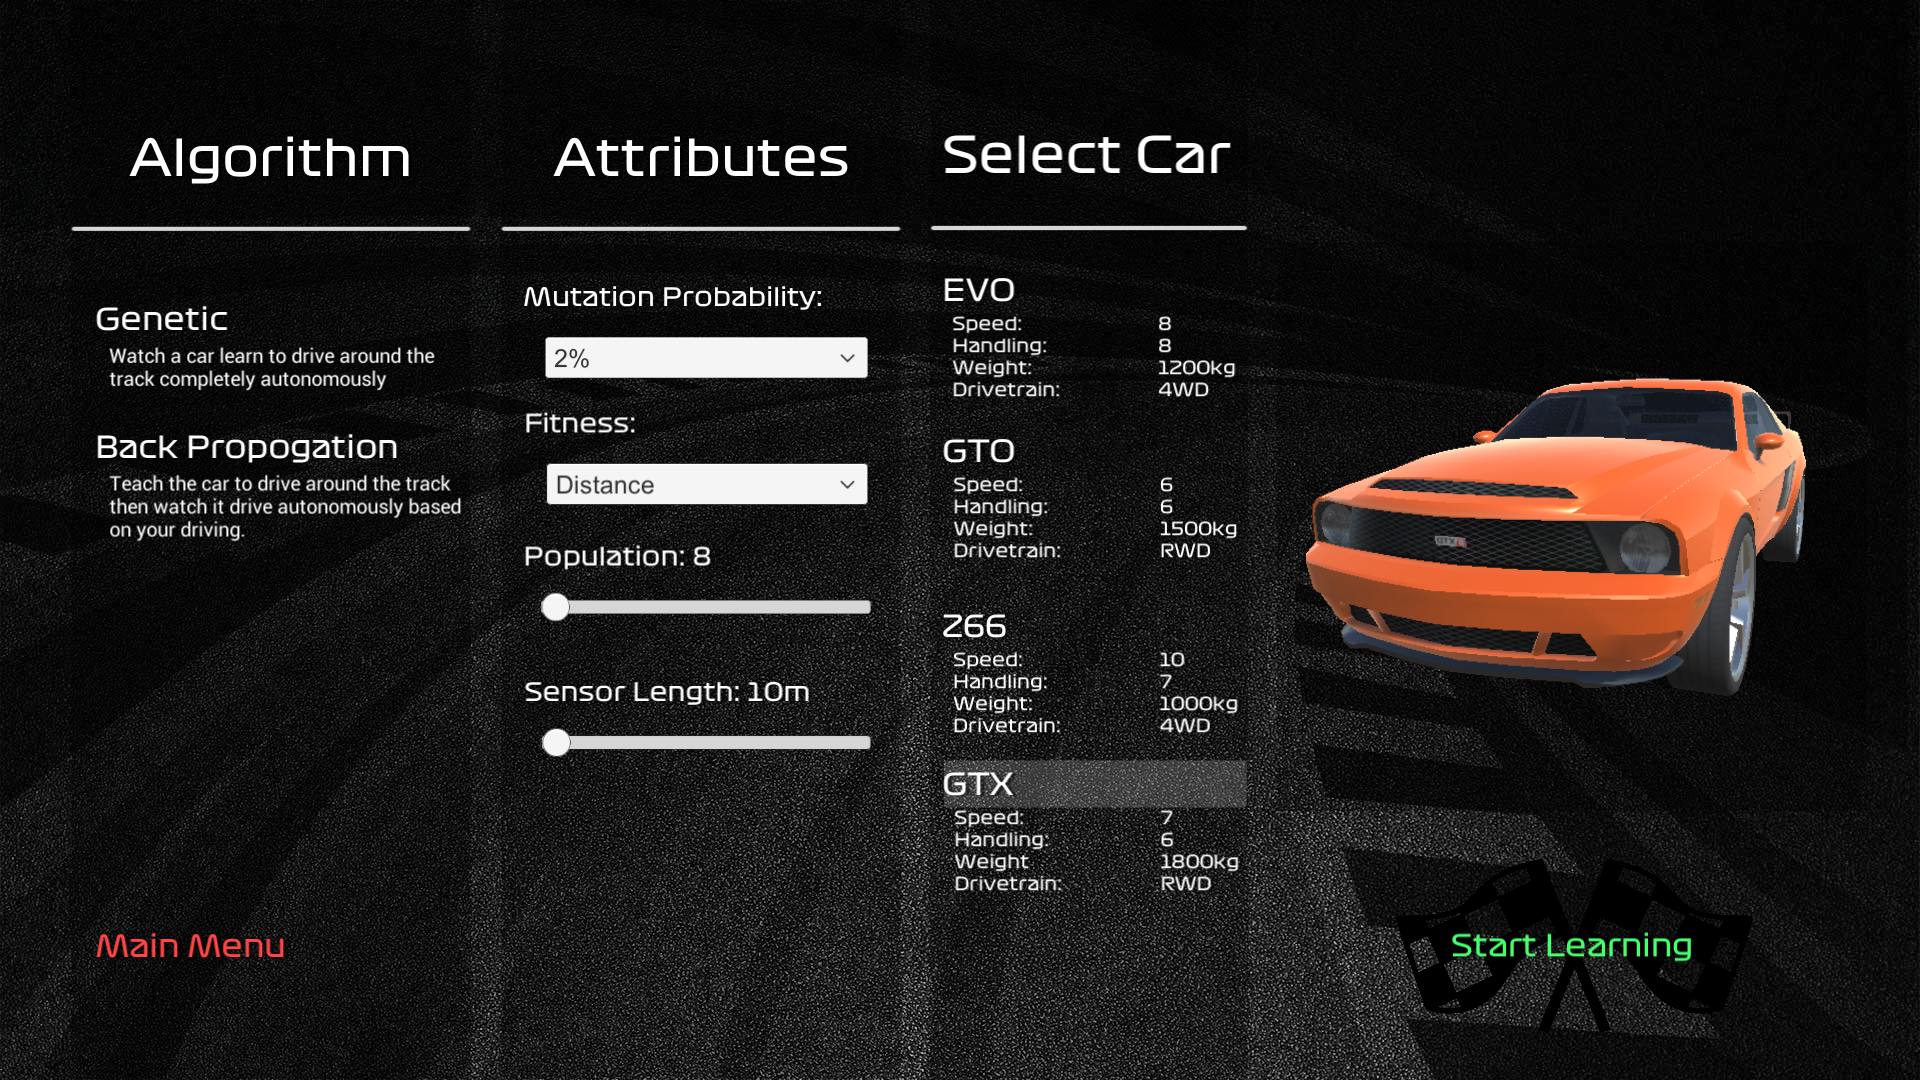 Algorithm
Genetic
Watch a car learn to drive around the
track completely autonomously
Back Propogation
Teach the car to drive around the track
then watch it drive autonomously based
on your driving.
Main Menu
Attributes
Mutation Probability:
2%
Fitness:
Distance
Population: 8
Sensor Length: 10m
Select Car
EVO
Speed: 8
Handling: 8
Weight: 1200kg
Drivetrain: 4WD
GTO
Speed: 6
Handling: 6
Weight: 1500kg
Drivetrain: RWD
Z66
Speed: 10
Handling: 7
Weight: 1000kg
Drivetrain: 4WD
GTX
Speed: 7
Handling: 6
Weight 1800kg
Drivetrain: RWD
Start Learning